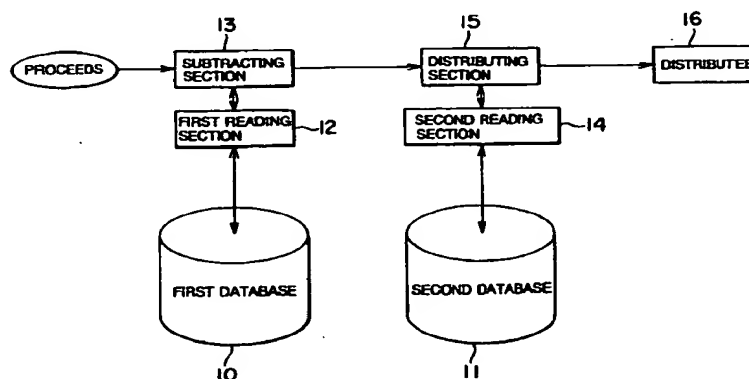 13
15
16
PROCEEDS
SUBTRACTING
SECTION
DISTRIBUTING
SECTION
DISTRIBUTEE
FIRST READING
SECTION
12
SECOND READING
SECTION
14
FIRST DATABASE
SECOND DATABASE
10
11